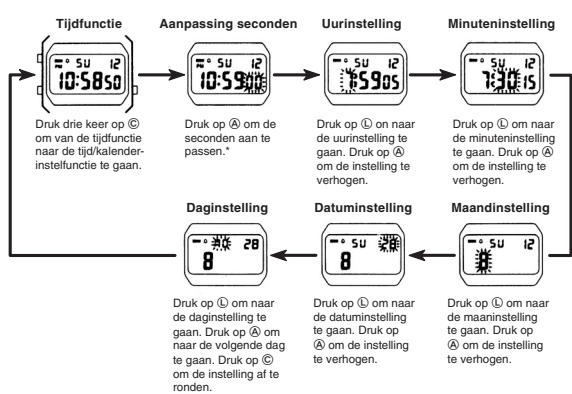 Tijdfunctie
Aanpassing seconden
Uurinstelling
Minuteninstelling
SU 12
10:58 50
SU 12
10:59 00
SU 12
7:59 05
SU 12
7:30 15
Druk drie keer op Ⓒ
om van de tijdfunctie
naar de tijd/kalender-
instelfunctie te gaan.
Druk op Ⓐ om de
seconden aan te
passen.*
Druk op Ⓛ on naar
de uurinstelling te
gaan. Druk op Ⓐ
om de instelling te
verhogen.
Druk op Ⓛ om naar
de minuteninstelling
te gaan. Druk op Ⓐ
om de instelling te
verhogen.
Daginstelling
Datuminstelling
Maandinstelling
28
8
SU 28
8
SU 12
8
Druk op Ⓛ om naar
de daginstelling te
gaan. Druk op Ⓐ om
naar de volgende dag
te gaan. Druk op Ⓒ
om de instelling af te
ronden.
Druk op Ⓛ om naar
de datuminstelling
te gaan. Druk op
Ⓐ om de instelling
te verhogen.
Druk op Ⓛ om naar
de maaninstelling
te gaan. Druk op
Ⓐ om de instelling
te verhogen.